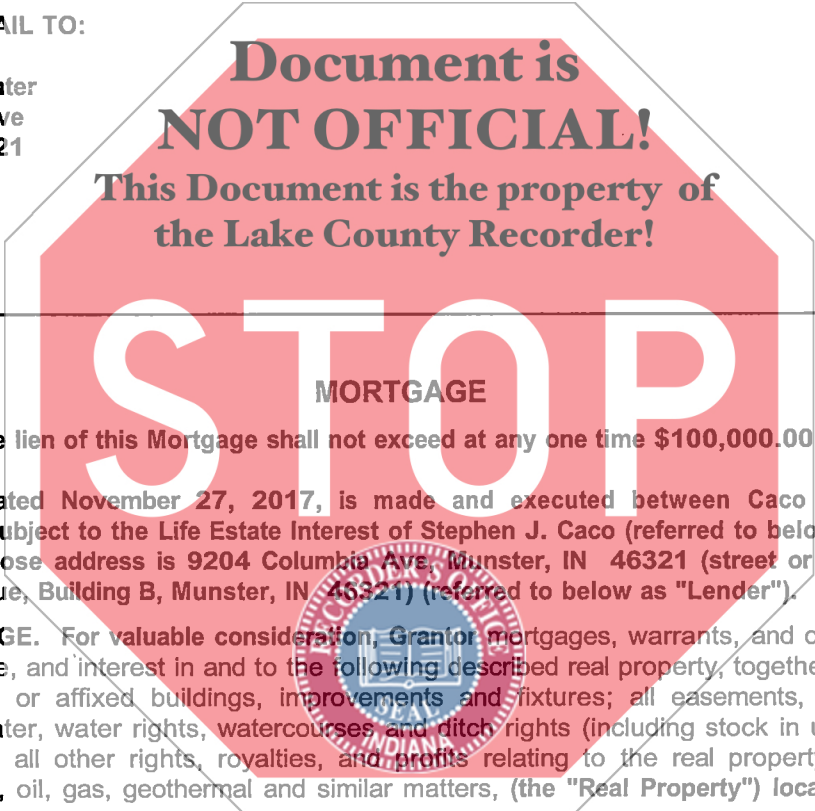 AIL TO:
Document is
ter
ve
NOT OFFICIAL!
21
This Document is the property of
the Lake County Recorder!
STOP
MORTGAGE
lien of this Mortgage shall not exceed at any one time $100,000.00
ated November 27, 2017, is made and executed between Caco
ubject to the Life Estate Interest of Stephen J. Caco (referred to belo
ose address is 9204 Columbia Ave, Munster, IN 46321 (street or
ue, Building B, Munster, IN 46321) (referred to below as "Lender").
GE. For valuable consideration, Grantor mortgages, warrants, and c
e, and interest in and to the following described real property, togethe
or affixed buildings, improvements and fixtures; all easements,
ter, water rights, watercourses and ditch rights (including stock in u
all other rights, royalties, and profits relating to the real property
, oil, gas, geothermal and similar matters, (the "Real Property") loca
RECORDER'S OFFICE
SEAL
INDIANA